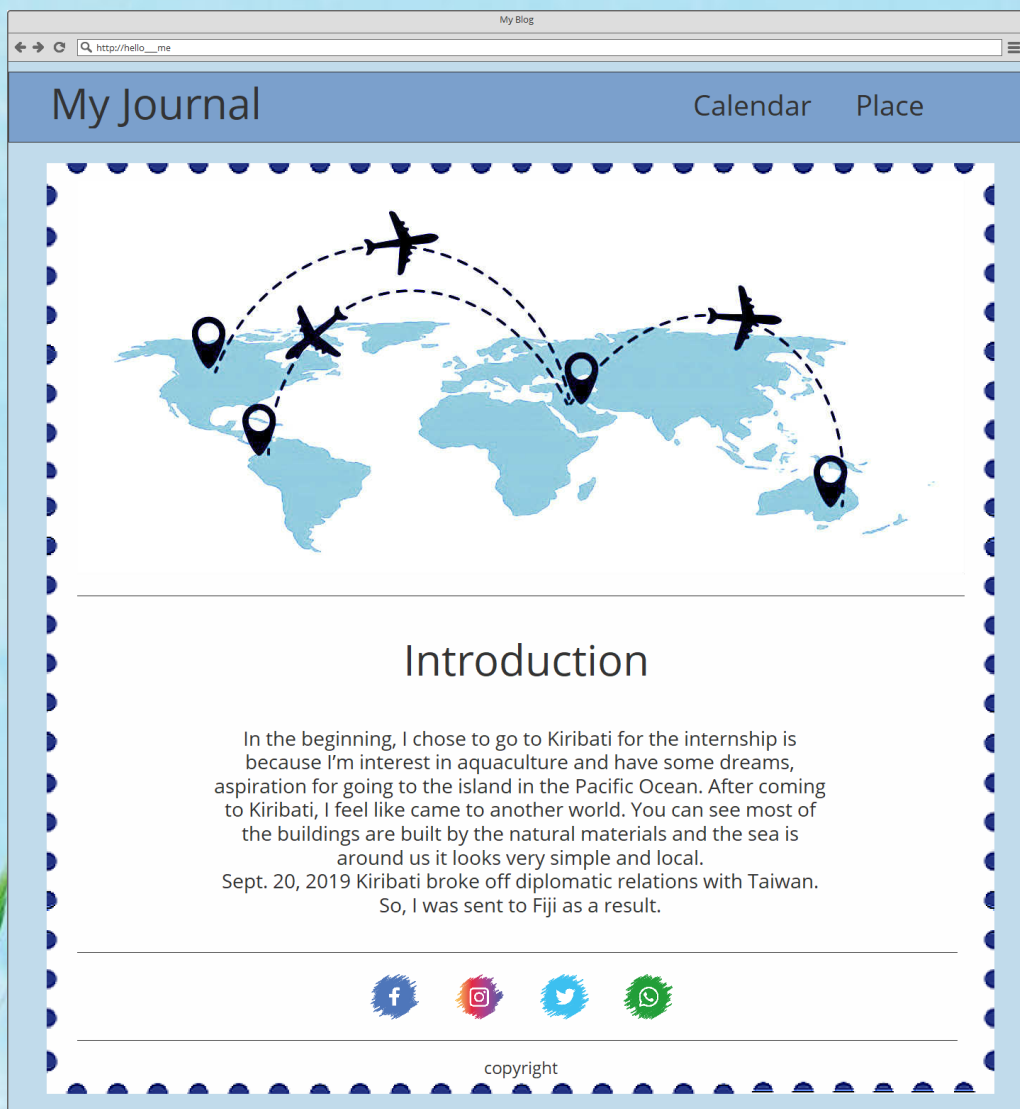 My Blog
http://hello___me
My Journal
Calendar
Place
Introduction
In the beginning, I chose to go to Kiribati for the internship is
because I'm interest in aquaculture and have some dreams,
aspiration for going to the island in the Pacific Ocean. After coming
to Kiribati, I feel like came to another world. You can see most of
the buildings are built by the natural materials and the sea is
around us it looks very simple and local.
Sept. 20, 2019 Kiribati broke off diplomatic relations with Taiwan.
So, I was sent to Fiji as a result.
copyright